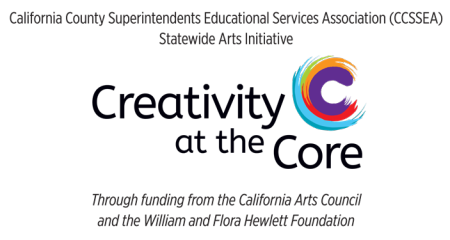 California County Superintendents Educational Services Association (CCSSEA)
Statewide Arts Initiative
Creativity
at the Core
Through funding from the California Arts Council
and the William and Flora Hewlett Foundation